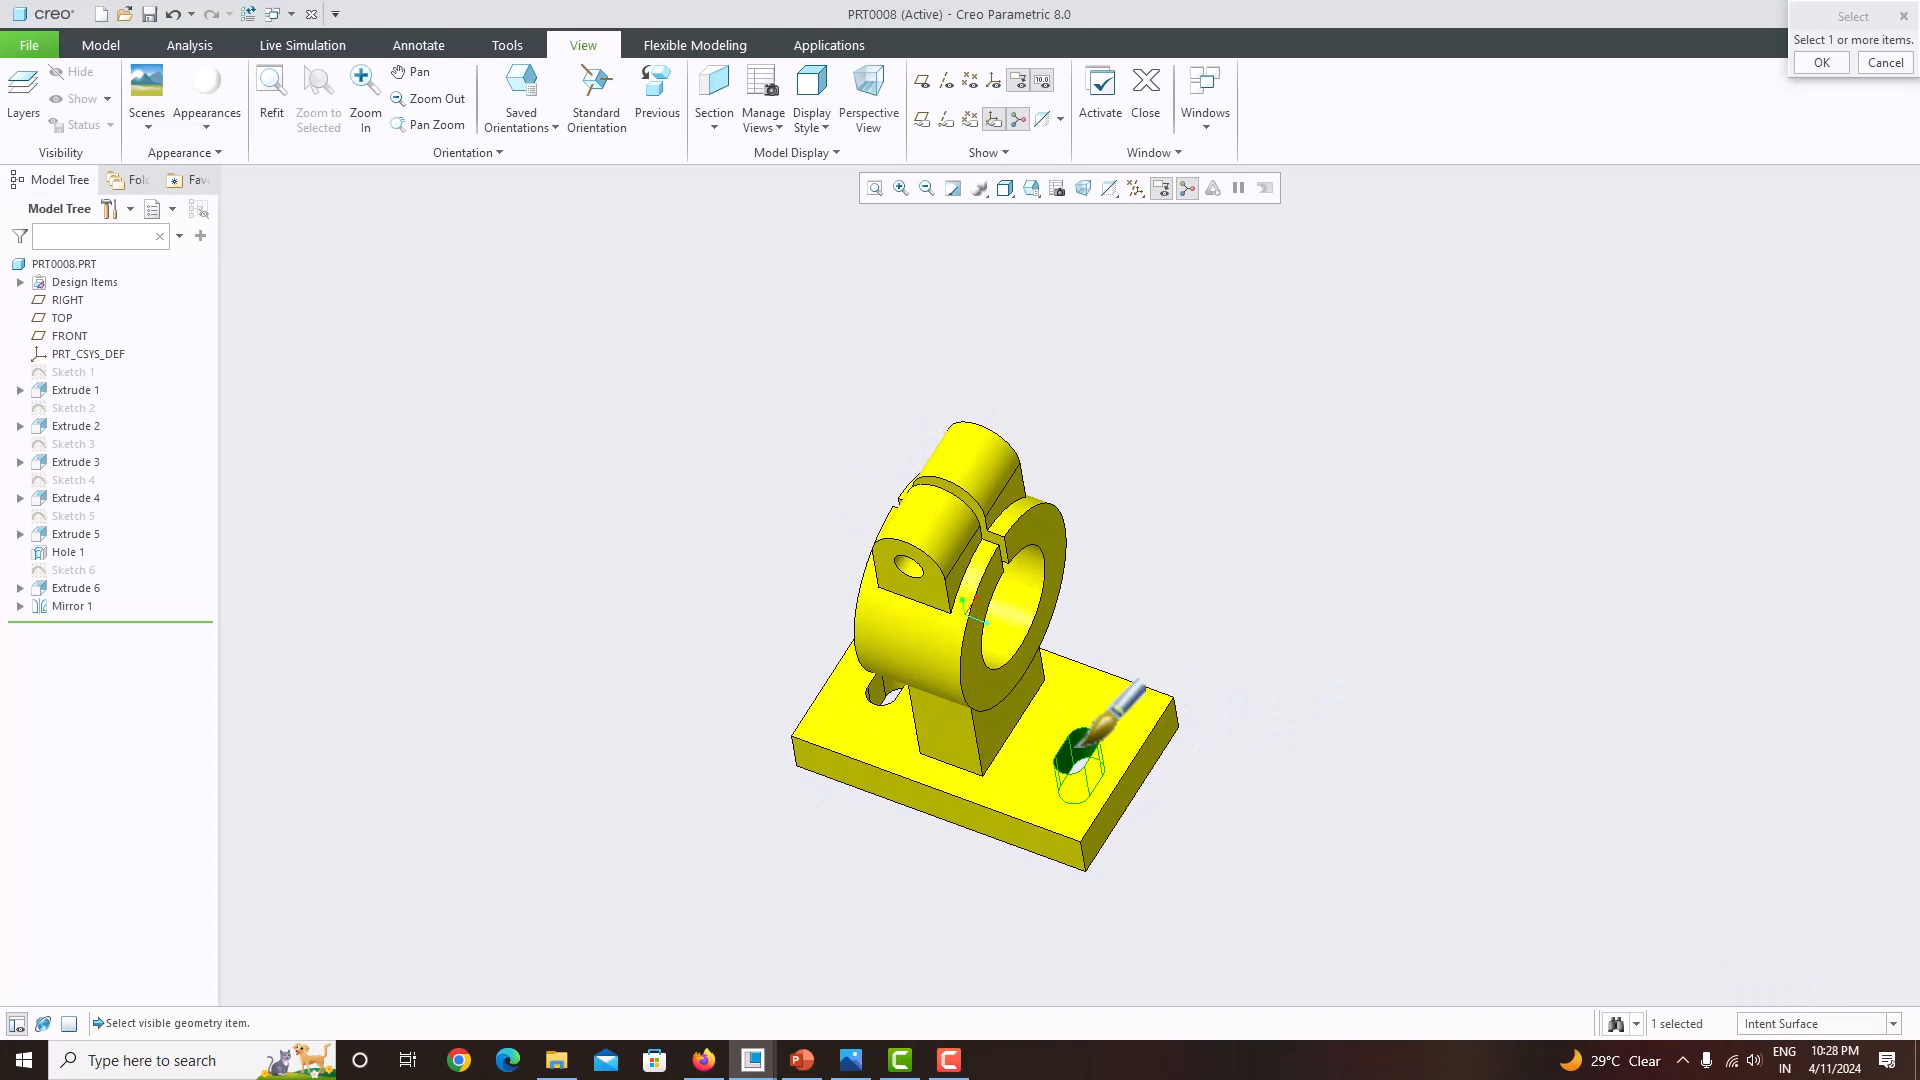 creo
PRT0008 (Active) - Creo Parametric 8.0
Select
Select 1 or more items.
OK
Cancel
File
Model
Analysis
Live Simulation
Annotate
Tools
View
Flexible Modeling
Applications
Layers
Hide
Show
Status
Visibility
Scenes
Appearances
Appearance
Refit
Zoom to
Selected
Zoom
In
Pan
Zoom Out
Pan Zoom
Saved
Orientations
Standard
Orientation
Previous
Orientation
Section
Manage
Views
Display
Style
Perspective
View
Model Display
10.0
Show
Activate
Close
Windows
Window
Model Tree
Fol
Fav
Model Tree
PRT0008.PRT
Design Items
RIGHT
TOP
FRONT
PRT_CSYS_DEF
Sketch 1
Extrude 1
Sketch 2
Extrude 2
Sketch 3
Extrude 3
Sketch 4
Extrude 4
Sketch 5
Extrude 5
Hole 1
Sketch 6
Extrude 6
Mirror 1
Select visible geometry item.
1 selected
Intent Surface
Type here to search
29°C Clear
ENG
IN
10:28 PM
4/11/2024